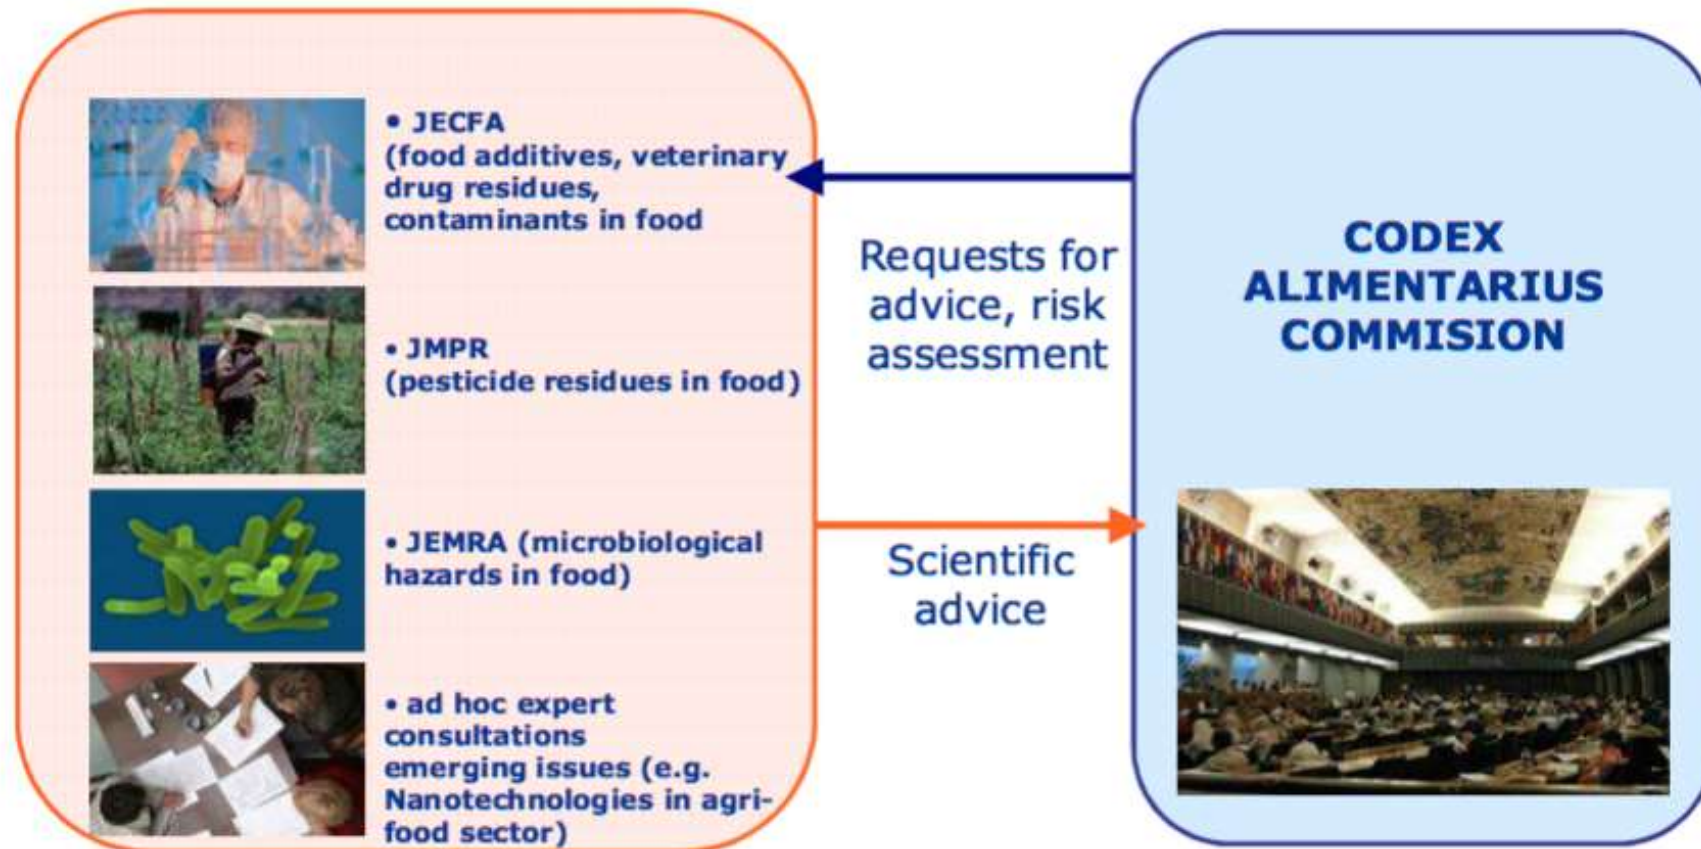 • JECFA
(food additives, veterinary
drug residues,
contaminants in food
• JMPR
(pesticide residues in food)
• JEMRA (microbiological
hazards in food)
• ad hoc expert
consultations
emerging issues (e.g.
Nanotechnologies in agri-
food sector)
Requests for
advice, risk
assessment
Scientific
advice
CODEX
ALIMENTARIUS
COMMISION